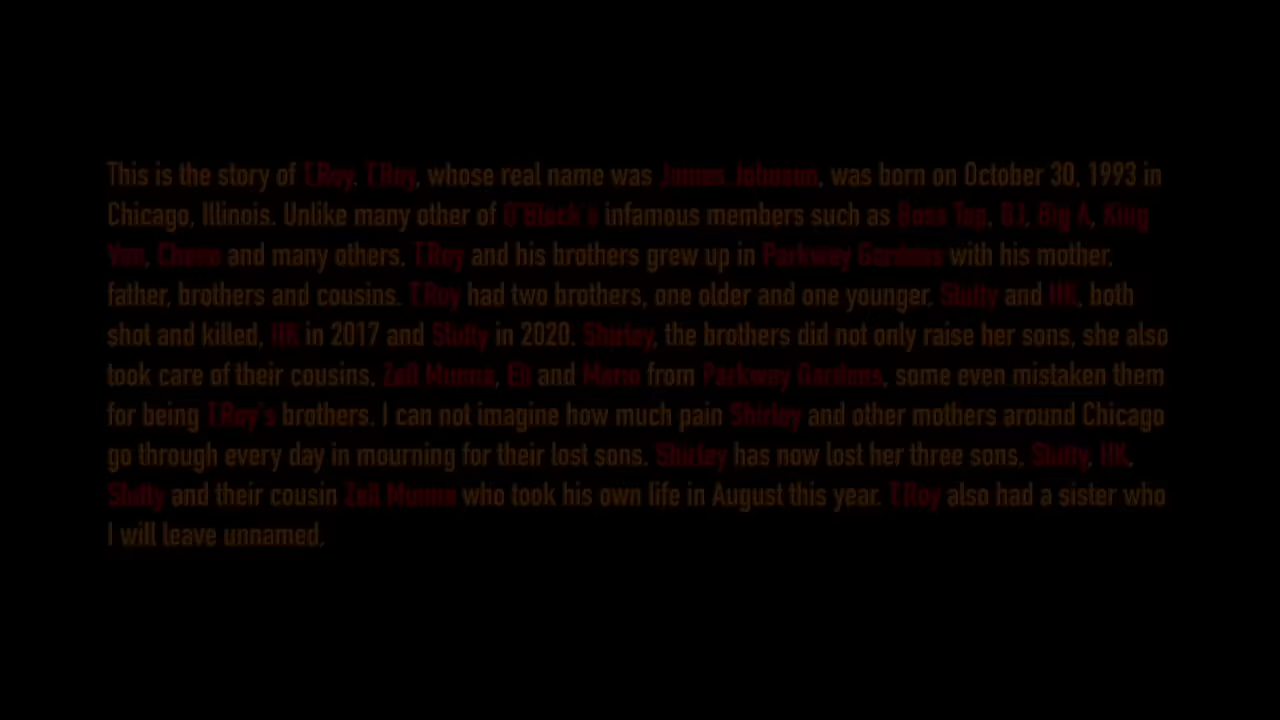 This is the story of T.Roy. T.Roy, whose real name was James Johnson, was born on October 30, 1993 in
Chicago, Illinois. Unlike many other of O'Block's infamous members such as Boss Top, D.I, Big A, King
Von, and many others. T.Roy and his brothers grew up in Parkway Gardens with his mother,
father, brothers and cousins. T.Roy had two brothers, one older and one younger, Slutty and HK, both
shot and killed, HK in 2017 and Slutty in 2020. Shirley, the brothers did not only raise her sons, she also
took care of their cousins, Zell Munna, Eli and from Parkway Gardens, some even mistaken them
for being T.Roy's brothers. I can not imagine how much pain Shirley and other mothers around Chicago
go through every day in mourning for their lost sons. Shirley has now lost her three sons, Slutty, HK,
Slutty and their cousin Zell Munna who took his own life in August this year. T.Roy also had a sister who
I will leave unnamed.